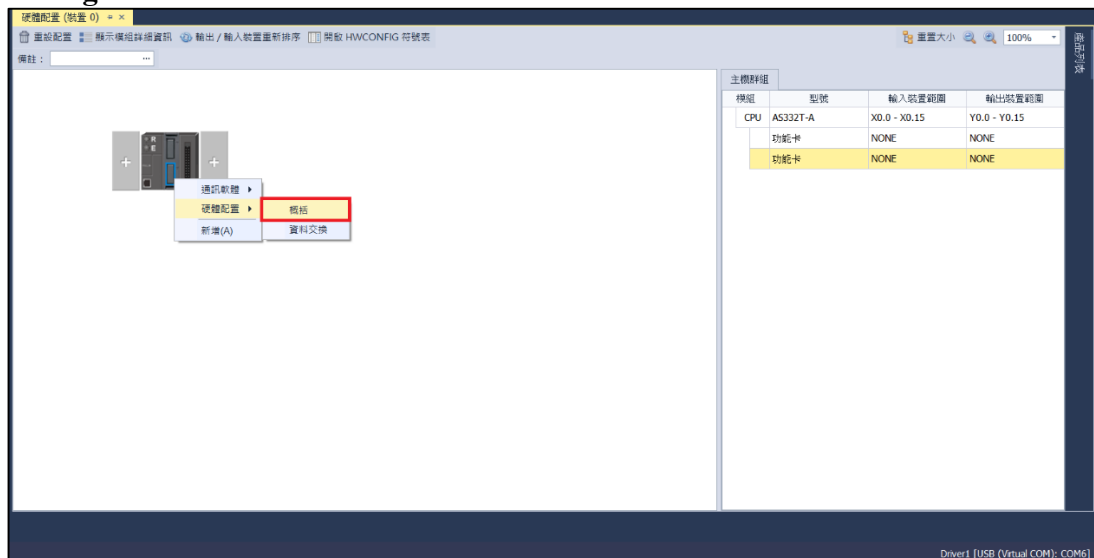 硬體配置 (裝置 0)
重設配置 顯示模組詳細資訊 輸出 / 輸入裝置重新排序 開啟 HWCONFIG 符號表 重置大小 100%
備註： ...
產品列表
主機群組
模組 型號 輸入裝置範圍 輸出裝置範圍
CPU AS332T-A X0.0 - X0.15 Y0.0 - Y0.15
功能卡 NONE NONE
功能卡 NONE NONE
通訊軟體
硬體配置 概括
新增(A) 資料交換
Driver1 [USB (Virtual COM): COM6]